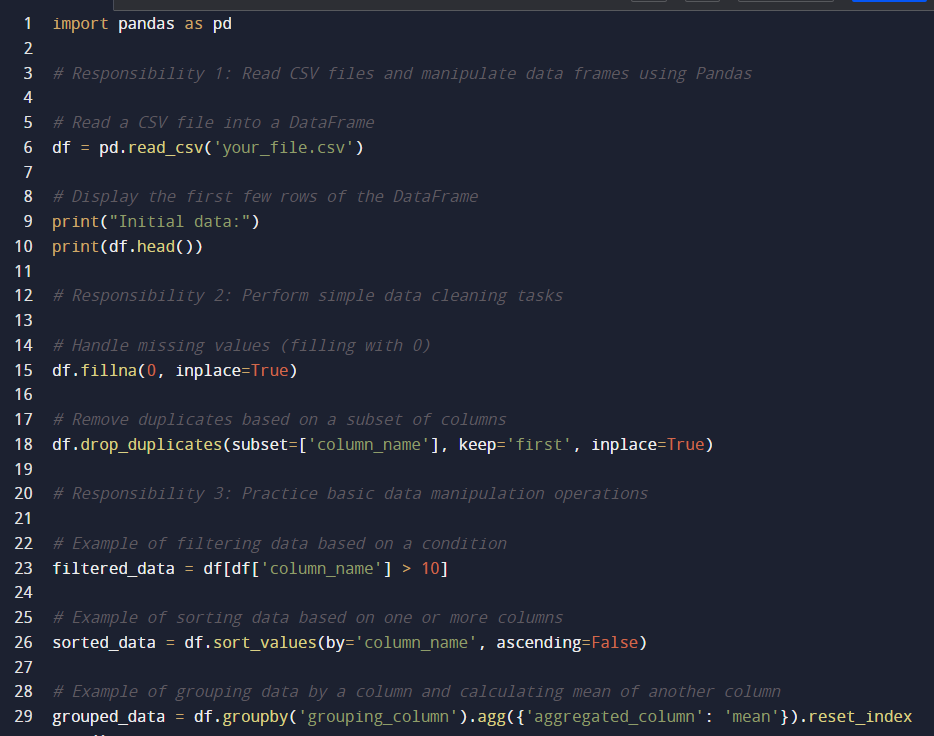 1 import pandas as pd
2
3 # Responsibility 1: Read CSV files and manipulate data frames using Pandas
4
5 # Read a CSV file into a DataFrame
6 df = pd.read_csv('your_file.csv')
7
8 # Display the first few rows of the DataFrame
9 print("Initial data:")
10 print(df.head())
11
12 # Responsibility 2: Perform simple data cleaning tasks
13
14 # Handle missing values (filling with 0)
15 df.fillna(0, inplace=True)
16
17 # Remove duplicates based on a subset of columns
18 df.drop_duplicates(subset=['column_name'], keep='first', inplace=True)
19
20 # Responsibility 3: Practice basic data manipulation operations
21
22 # Example of filtering data based on a condition
23 filtered_data = df[df['column_name'] > 10]
24
25 # Example of sorting data based on one or more columns
26 sorted_data = df.sort_values(by='column_name', ascending=False)
27
28 # Example of grouping data by a column and calculating mean of another column
29 grouped_data = df.groupby('grouping_column').agg({'aggregated_column': 'mean'}).reset_index